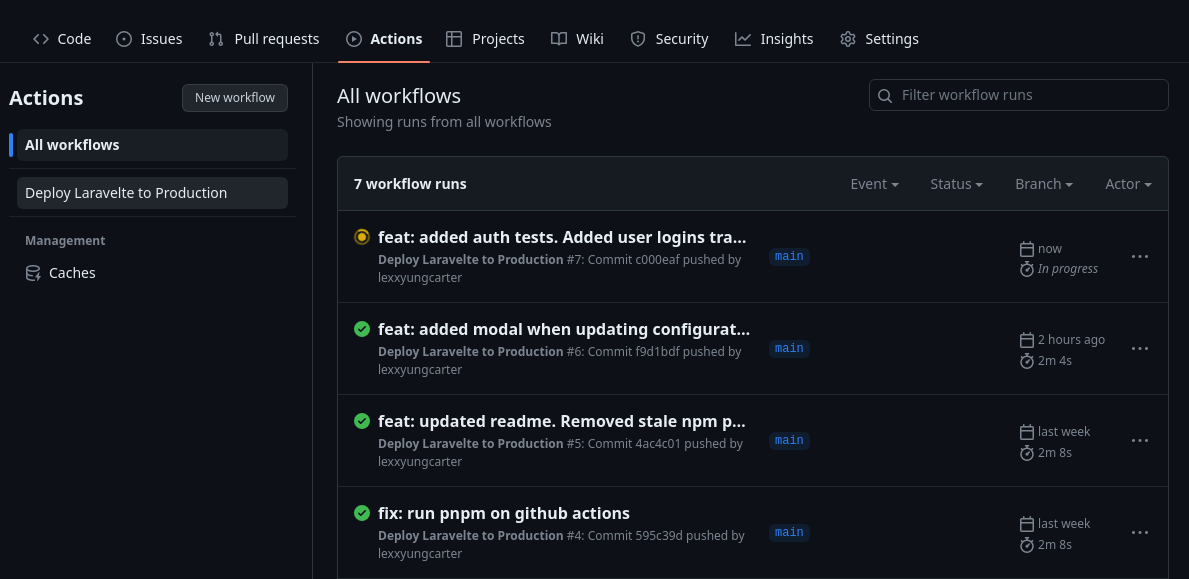 Code Issues Pull requests Actions Projects Wiki Security Insights Settings
Actions
New workflow
All workflows
Deploy Laravelte to Production
Management
Caches
All workflows
Showing runs from all workflows
Filter workflow runs
7 workflow runs
Event Status Branch Actor
feat: added auth tests. Added user logins tra...
Deploy Laravelte to Production #7: Commit c000eaf pushed by
lexxyungcarter
main
now
In progress
feat: added modal when updating configurat...
Deploy Laravelte to Production #6: Commit f9d1bdf pushed by
lexxyungcarter
main
2 hours ago
2m 4s
feat: updated readme. Removed stale npm p...
Deploy Laravelte to Production #5: Commit 4ac4c01 pushed by
lexxyungcarter
main
last week
2m 8s
fix: run pnpm on github actions
Deploy Laravelte to Production #4: Commit 595c39d pushed by
lexxyungcarter
main
last week
2m 8s